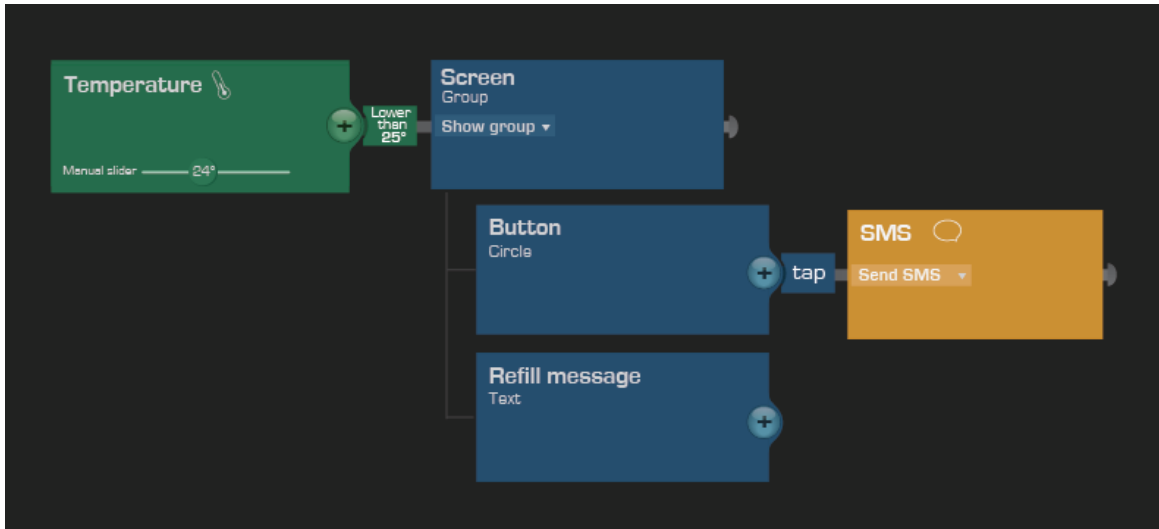 Temperature
Lower
than
25°
Manual slider 24°
Screen
Group
Show group
Button
Circle
tap
SMS
Send SMS
Refill message
Text